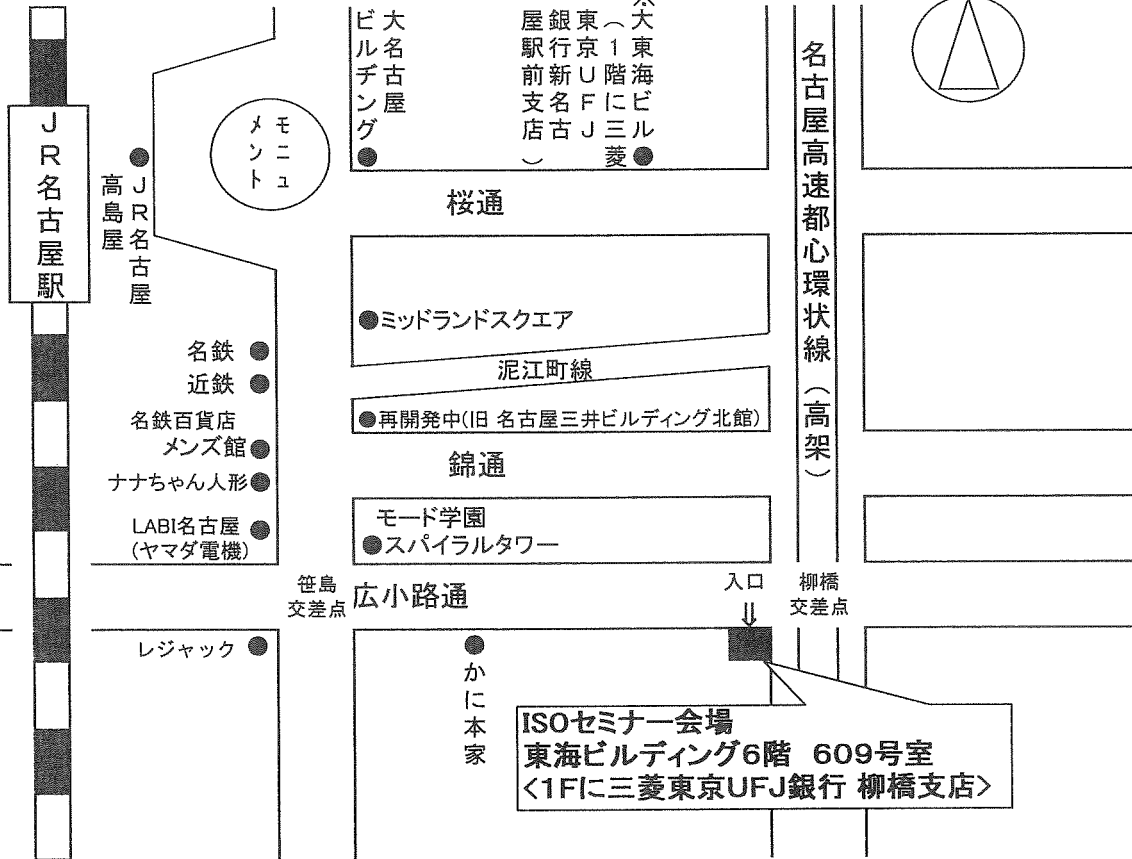 大名古屋
ビルヂング
※大東海ビル
（1階に三菱
東京UFJ
銀行新名古
屋駅前支店）
名古屋高速都心環状線（高架）
JR名古屋駅
モニュ
メント
JR名古屋
高島屋
桜通
ミッドランドスクエア
名鉄
近鉄
泥江町線
名鉄百貨店
メンズ館
再開発中(旧 名古屋三井ビルディング北館)
ナナちゃん人形
錦通
LABI名古屋
(ヤマダ電機)
モード学園
スパイラルタワー
笹島
交差点
広小路通
入口
⇓
柳橋
交差点
レジャック
かに本家
ISOセミナー会場
東海ビルディング6階 609号室
<1Fに三菱東京UFJ銀行 柳橋支店>